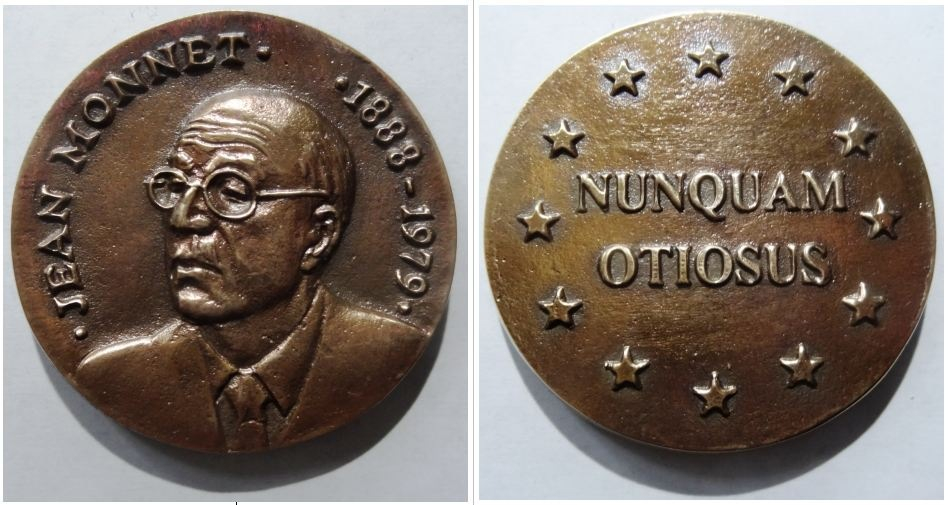 · JEAN MONNET ·
· 1888-1979 ·
NUNQUAM
OTIOSUS